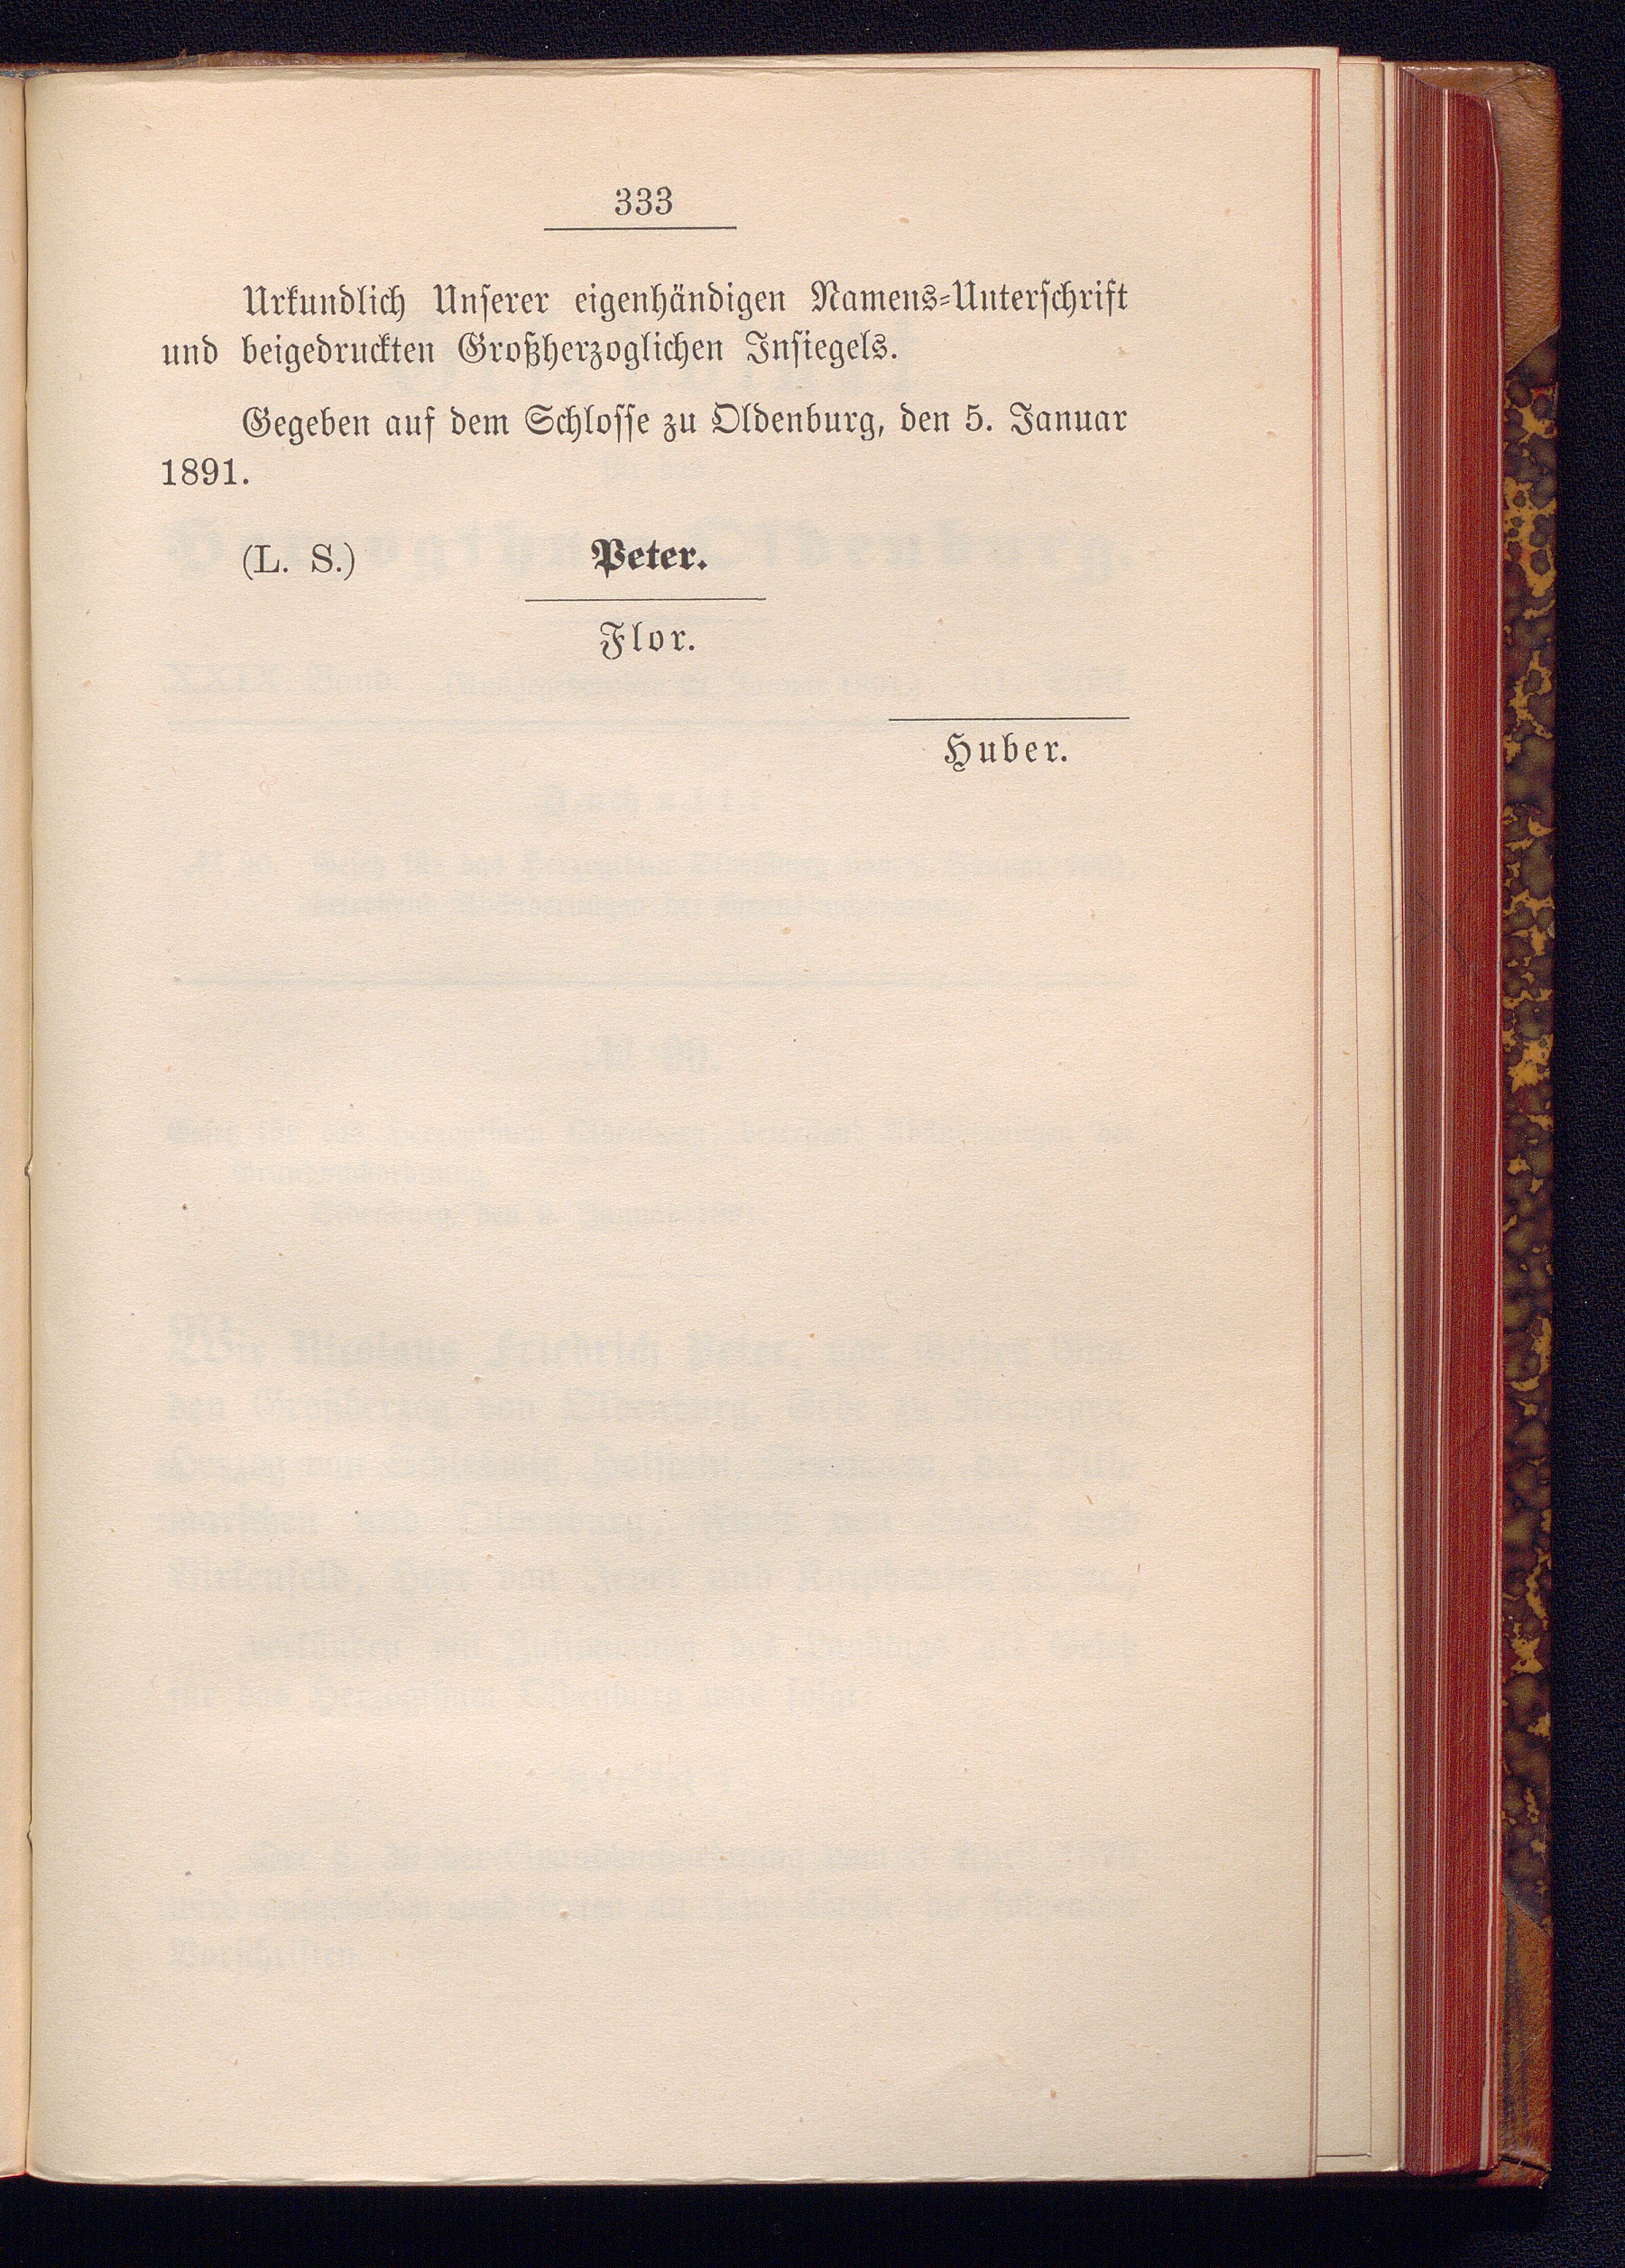 333
Urkundlich Unserer eigenhändigen Namens-Unterschrift
und beigedruckten Großherzoglichen Insiegels.
Gegeben auf dem Schlosse zu Oldenburg, den 5. Januar
1891.
(L. S.) Peter.
Flor.
Huber.